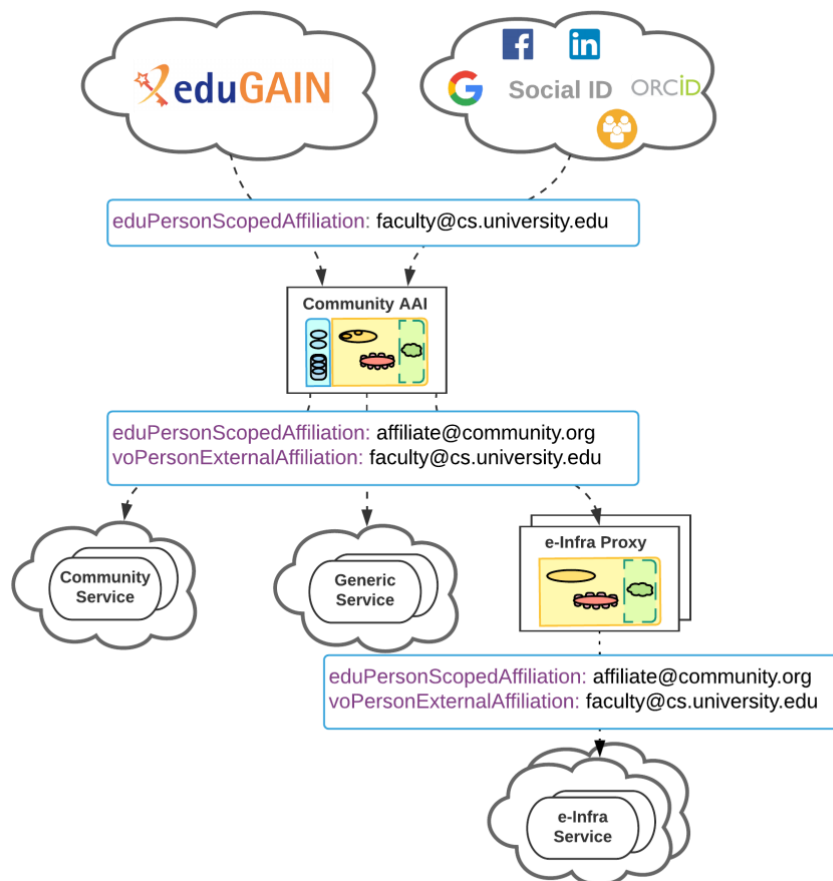 eduGAIN
f
in
G
Social ID
ORCiD
eduPersonScopedAffiliation: faculty@cs.university.edu
Community AAI
eduPersonScopedAffiliation: affiliate@community.org
voPersonExternalAffiliation: faculty@cs.university.edu
Community
Service
Generic
Service
e-Infra Proxy
eduPersonScopedAffiliation: affiliate@community.org
voPersonExternalAffiliation: faculty@cs.university.edu
e-Infra
Service